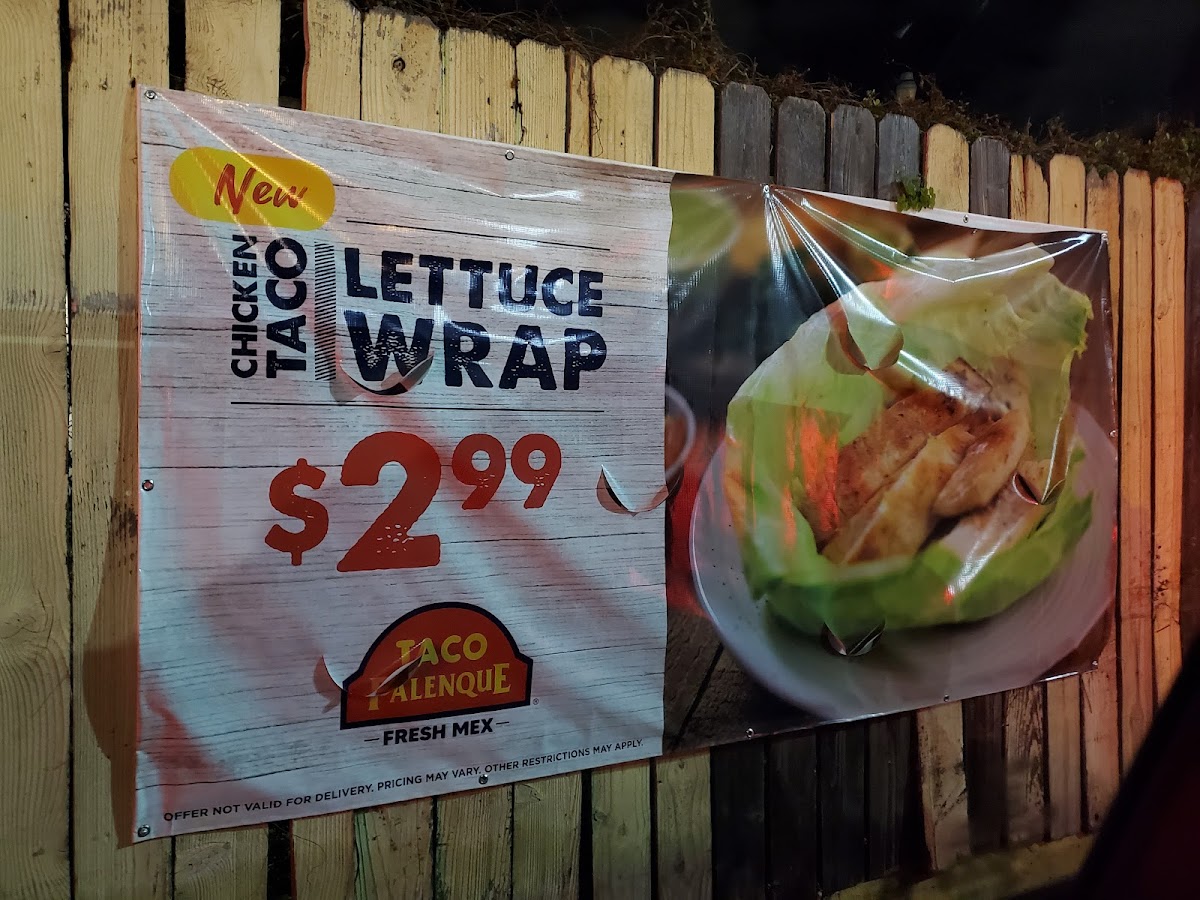 New
CHICKEN
TACO
LETTUCE
WRAP
$2.99
TACO
PALENQUE
®
—FRESH MEX—
OFFER NOT VALID FOR DELIVERY. PRICING MAY VARY. OTHER RESTRICTIONS MAY APPLY.